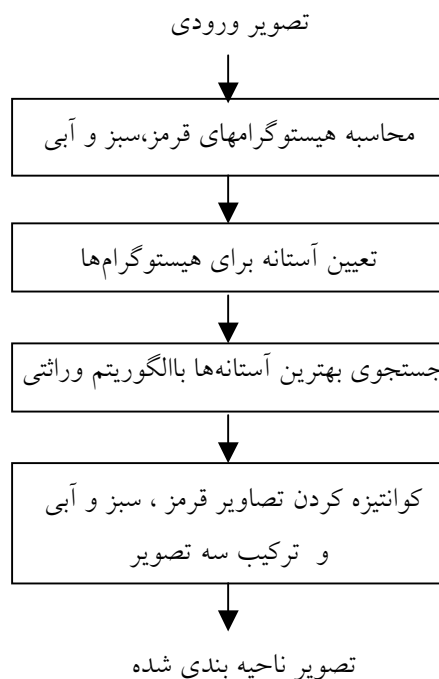 تصویر ورودی
محاسبه هیستوگرامهای قرمز،سبز و آبی
تعیین آستانه برای هیستوگرام‌ها
جستجوی بهترین آستانه‌ها باالگوریتم وراثتی
کوانتیزه کردن تصاویر قرمز ، سبز و آبی
و ترکیب سه تصویر
تصویر ناحیه بندی شده